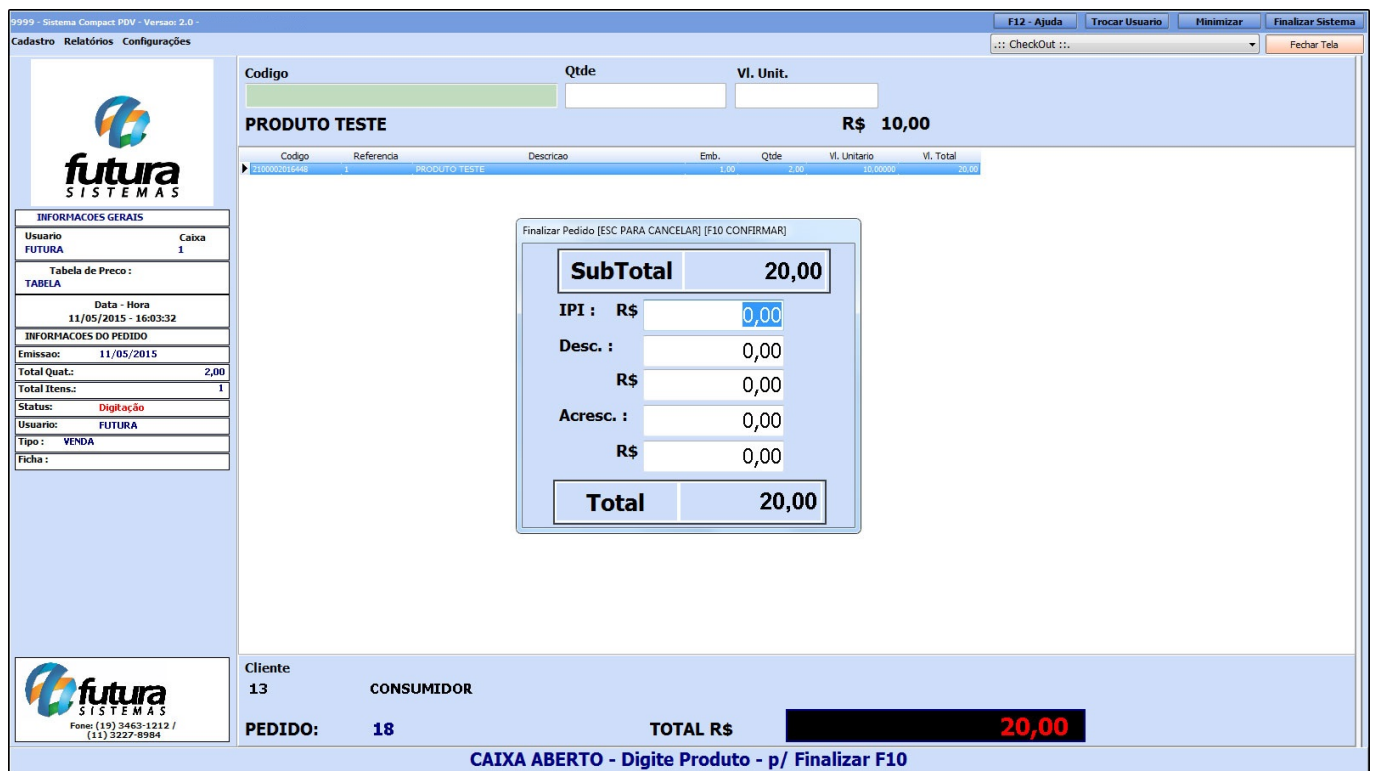 9999 - Sistema Compact PDV - Versao: 2.0 -
F12 - Ajuda Trocar Usuario Minimizar Finalizar Sistema
Cadastro Relatórios Configurações
.:: CheckOut ::. Fechar Tela
futura
SISTEMAS
INFORMACOES GERAIS
Usuario Caixa
FUTURA 1
Tabela de Preco :
TABELA
Data - Hora
11/05/2015 - 16:03:32
INFORMACOES DO PEDIDO
Emissao: 11/05/2015
Total Quat.: 2,00
Total Itens.: 1
Status: Digitação
Usuario: FUTURA
Tipo : VENDA
Ficha :
Codigo Qtde Vl. Unit.
PRODUTO TESTE R$ 10,00
Codigo Referencia Descricao Emb. Qtde Vl. Unitario Vl. Total
2100002016448 1 PRODUTO TESTE 1,00 2,00 10,00000 20,00
Finalizar Pedido [ESC PARA CANCELAR] [F10 CONFIRMAR]
SubTotal 20,00
IPI : R$ 0,00
Desc. : 0,00
R$ 0,00
Acresc. : 0,00
R$ 0,00
Total 20,00
futura
SISTEMAS
Fone: (19) 3463-1212 /
(11) 3227-8984
Cliente
13 CONSUMIDOR
PEDIDO: 18 TOTAL R$ 20,00
CAIXA ABERTO - Digite Produto - p/ Finalizar F10